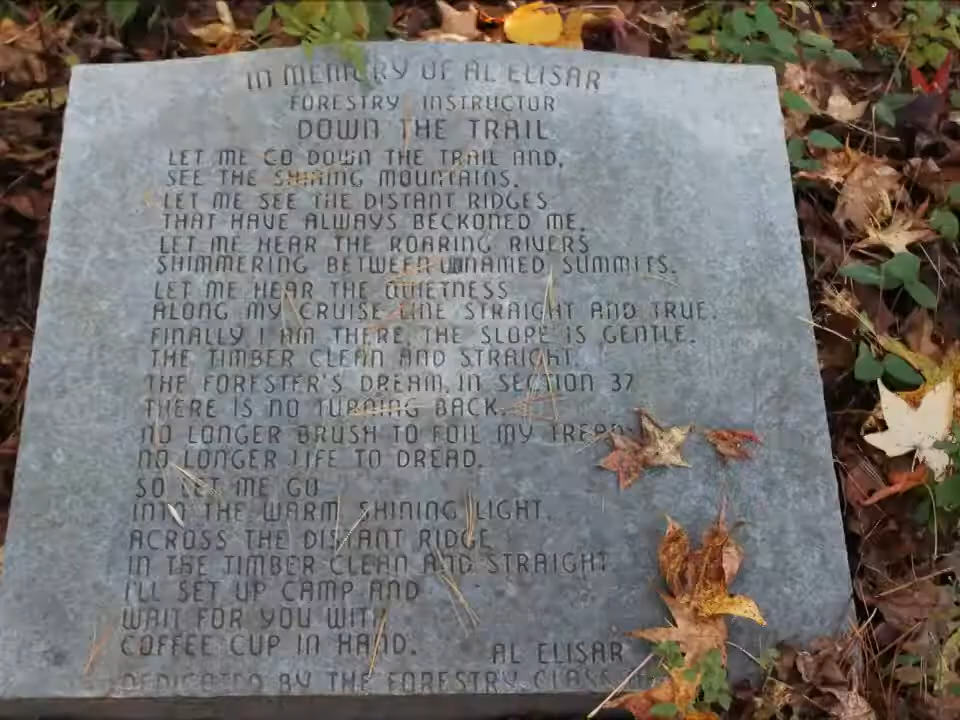 IN MEMORY OF AL ELISAR
FORESTRY INSTRUCTOR
DOWN THE TRAIL
LET ME GO DOWN THE TRAIL AND,
SEE THE SHINING MOUNTAINS.
LET ME SEE THE DISTANT RIDGES
THAT HAVE ALWAYS BECKONED ME.
LET ME HEAR THE ROARING RIVERS
SHIMMERING BETWEEN UNNAMED SUMMITS.
LET ME HEAR THE QUIETNESS
ALONG MY CRUISE LINE STRAIGHT AND TRUE.
FINALLY I AM THERE, THE SLOPE IS GENTLE.
THE TIMBER CLEAN AND STRAIGHT.
THE FORESTER'S DREAM, IN SECTION 37
THERE IS NO TURNING BACK.
NO LONGER BRUSH TO FOIL MY TREAD
NO LONGER LIFE TO DREAD.
SO LET ME GO
INTO THE WARM SHINING LIGHT.
ACROSS THE DISTANT RIDGE
IN THE TIMBER CLEAN AND STRAIGHT
I'LL SET UP CAMP AND
WAIT FOR YOU WITH
COFFEE CUP IN HAND.
AL ELISAR
DEDICATED BY THE FORESTRY CLASS